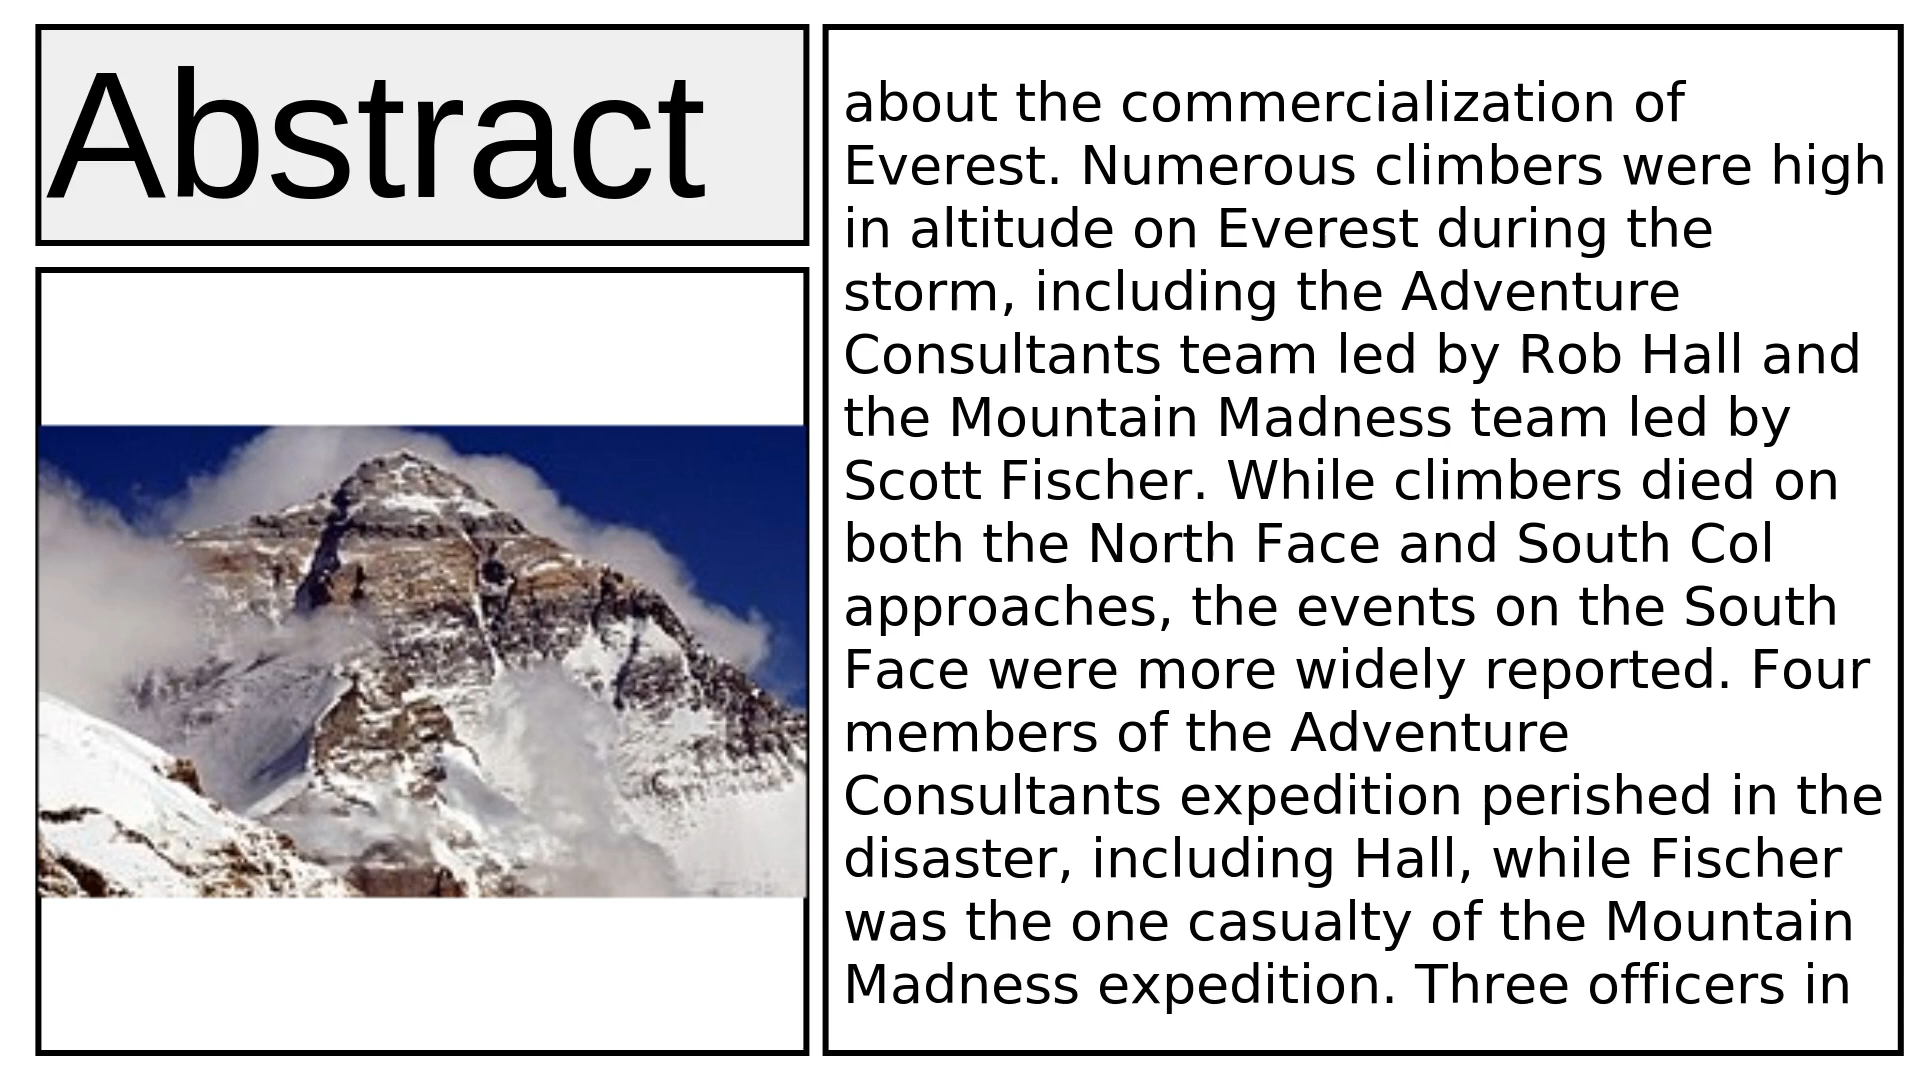 Abstract
about the commercialization of
Everest. Numerous climbers were high
in altitude on Everest during the
storm, including the Adventure
Consultants team led by Rob Hall and
the Mountain Madness team led by
Scott Fischer. While climbers died on
both the North Face and South Col
approaches, the events on the South
Face were more widely reported. Four
members of the Adventure
Consultants expedition perished in the
disaster, including Hall, while Fischer
was the one casualty of the Mountain
Madness expedition. Three officers in